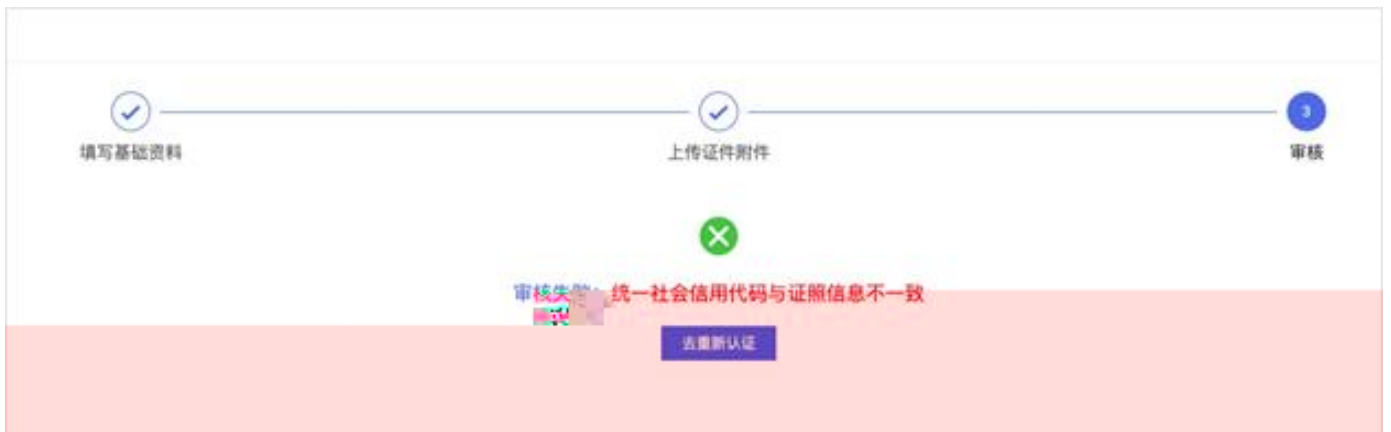 填写基础资料
上传证件附件
3
审核
审核失 统一社会信用代码与证照信息不一致
去重新认证